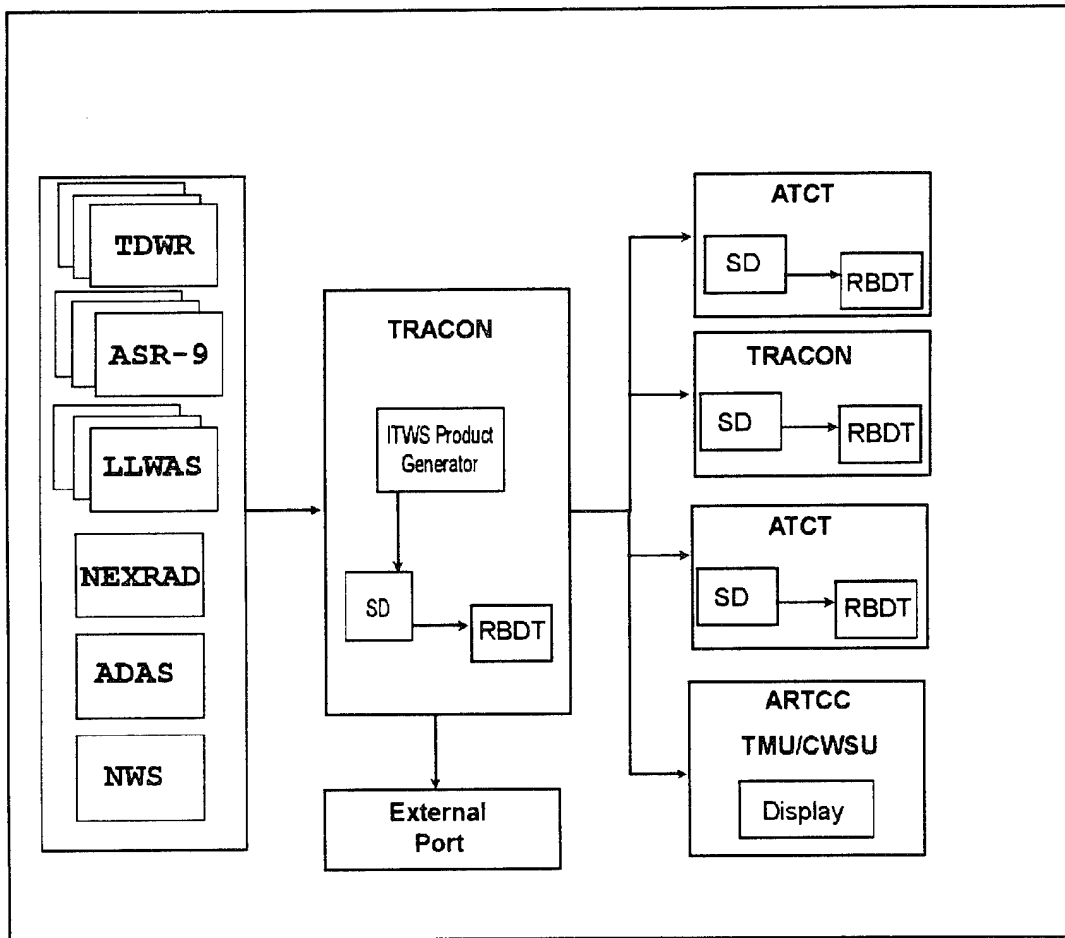 TDWR
ASR-9
LLWAS
NEXRAD
ADAS
NWS
TRACON
ITWS Product
Generator
SD
RBDT
External
Port
ATCT
SD
RBDT
TRACON
SD
RBDT
ATCT
SD
RBDT
ARTCC
TMU/CWSU
Display